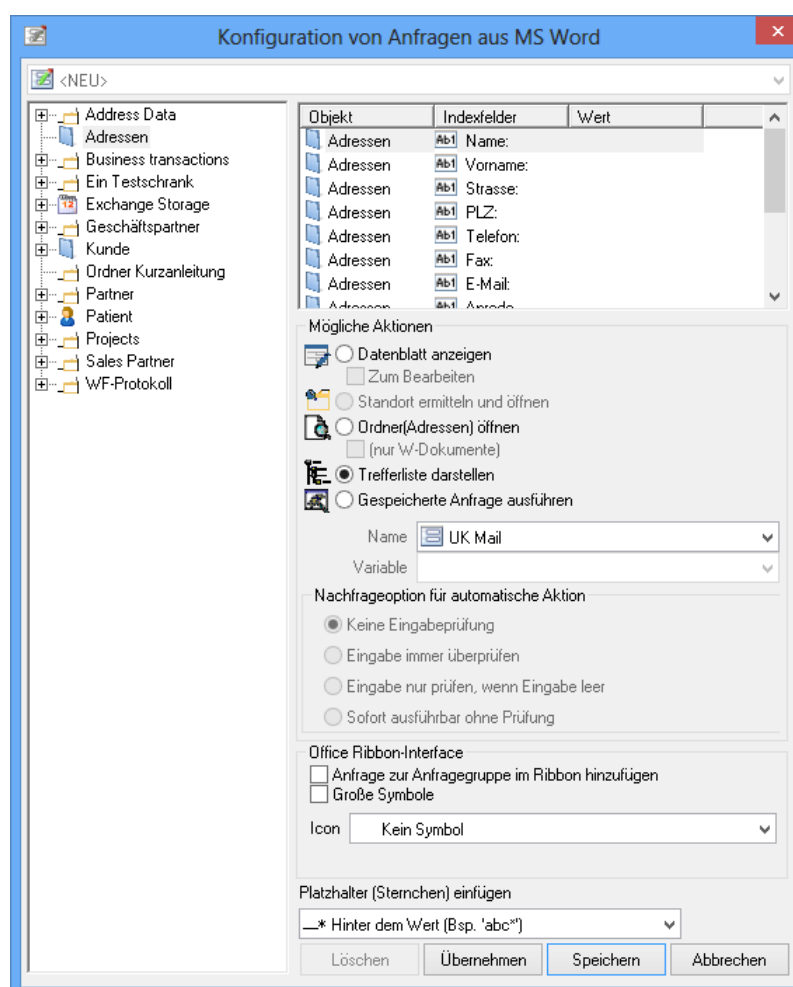 Konfiguration von Anfragen aus MS Word
<NEU>
Address Data
Adressen
Business transactions
Ein Testschrank
Exchange Storage
Geschäftspartner
Kunde
Ordner Kurzanleitung
Partner
Patient
Projects
Sales Partner
WF-Protokoll
Objekt Indexfelder Wert
Adressen Name:
Adressen Vorname:
Adressen Strasse:
Adressen PLZ:
Adressen Telefon:
Adressen Fax:
Adressen E-Mail:
Adressen Anrede
Mögliche Aktionen
Datenblatt anzeigen
Zum Bearbeiten
Standort ermitteln und öffnen
Ordner(Adressen) öffnen
(nur W-Dokumente)
Trefferliste darstellen
Gespeicherte Anfrage ausführen
Name UK Mail
Variable
Nachfrageoption für automatische Aktion
Keine Eingabeprüfung
Eingabe immer überprüfen
Eingabe nur prüfen, wenn Eingabe leer
Sofort ausführbar ohne Prüfung
Office Ribbon-Interface
Anfrage zur Anfragegruppe im Ribbon hinzufügen
Große Symbole
Icon Kein Symbol
Platzhalter (Sternchen) einfügen
__* Hinter dem Wert (Bsp. 'abc*')
Löschen Übernehmen Speichern Abbrechen